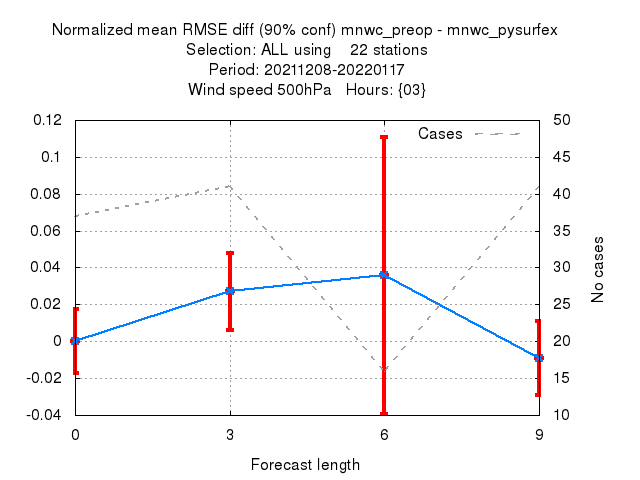 Normalized mean RMSE diff (90% conf) mnwc_preop - mnwc_pysurfex
Selection: ALL using 22 stations
Period: 20211208-20220117
Wind speed 500hPa Hours: {03}
Cases
0.12
0.1
0.08
0.06
0.04
0.02
0
-0.02
-0.04
50
45
40
35
30
25
20
15
10
No cases
0 3 6 9
Forecast length